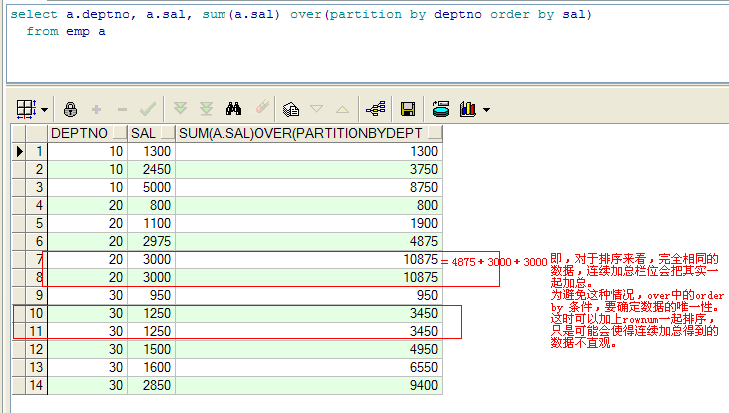 select a.deptno, a.sal, sum(a.sal) over(partition by deptno order by sal)
from emp a
DEPTNO SAL SUM(A.SAL)OVER(PARTITIONBYDEPT
1 10 1300 1300
2 10 2450 3750
3 10 5000 8750
4 20 800 800
5 20 1100 1900
6 20 2975 4875
7 20 3000 10875 = 4875 + 3000 + 3000
8 20 3000 10875
9 30 950 950
10 30 1250 3450
11 30 1250 3450
12 30 1500 4950
13 30 1600 6550
14 30 2850 9400
即，对于排序来看，完全相同的
数据，连续加总栏位会把其实一
起加总。
为避免这种情况，over中的order
by 条件，要确定数据的唯一性。
这时可以加上rownum一起排序，
只是可能会使得连续加总得到的
数据不直观。